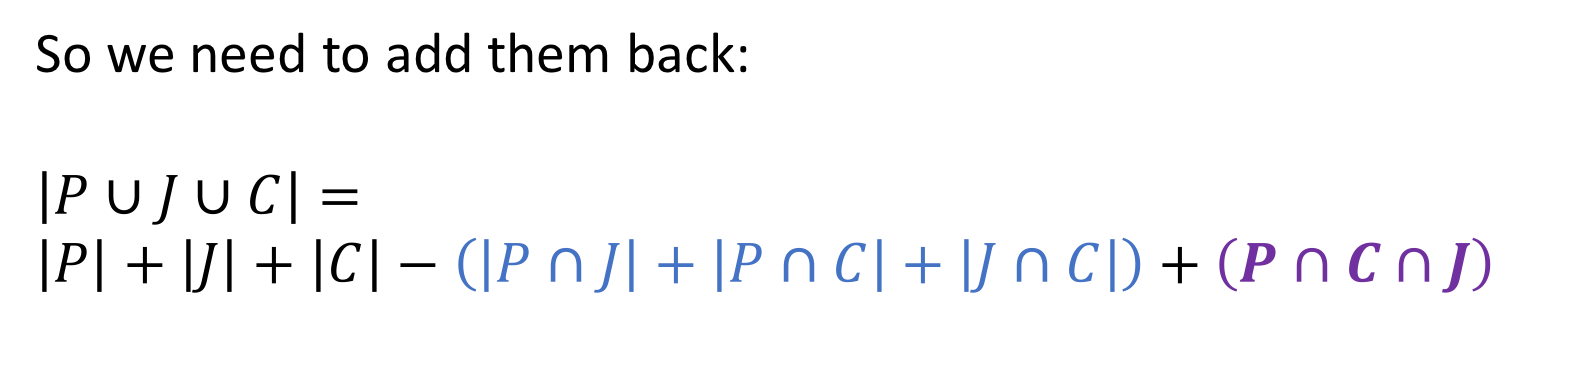 So we need to add them back:
|P ∪ J ∪ C| =
|P| + |J| + |C| − (|P ∩ J| + |P ∩ C| + |J ∩ C|) + (P ∩ C ∩ J)